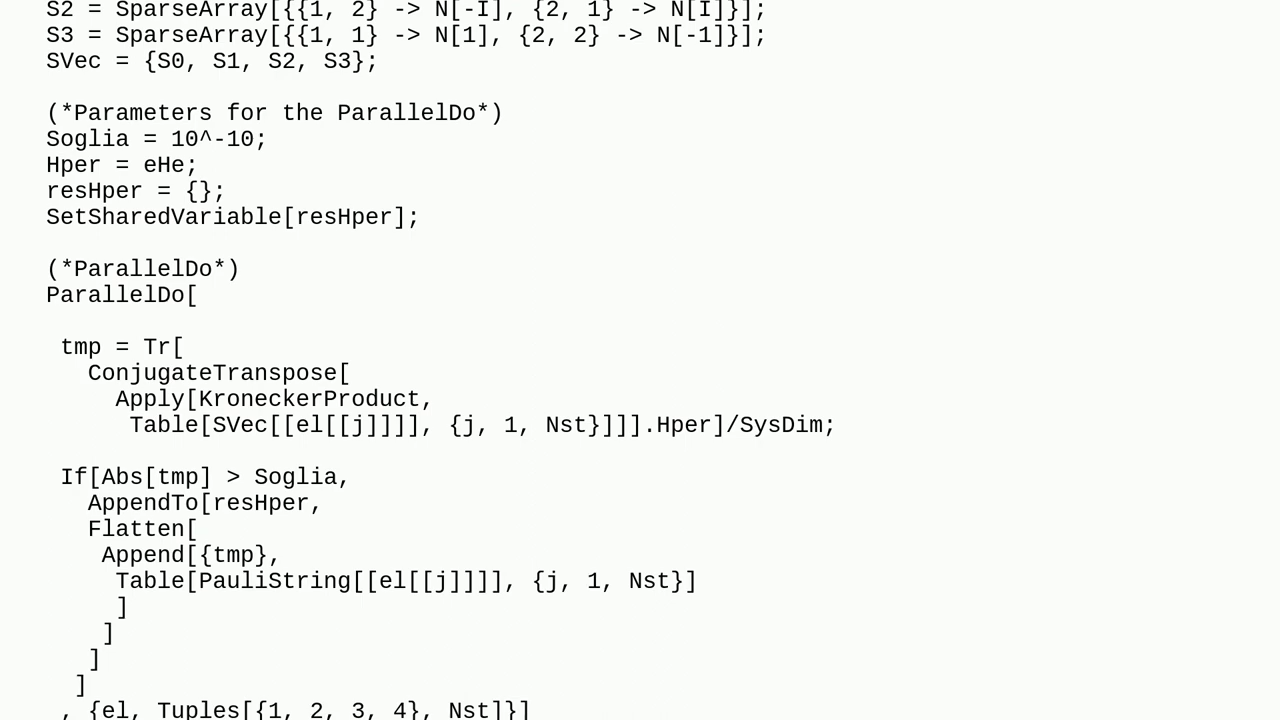 S2 = SparseArray[{{1, 2} -> N[-I], {2, 1} -> N[I]}];
S3 = SparseArray[{{1, 1} -> N[1], {2, 2} -> N[-1]}];
SVec = {S0, S1, S2, S3};
(*Parameters for the ParallelDo*)
Soglia = 10^-10;
Hper = eHe;
resHper = {};
SetSharedVariable[resHper];
(*ParallelDo*)
ParallelDo[
tmp = Tr[
ConjugateTranspose[
Apply[KroneckerProduct,
Table[SVec[[el[[j]]]], {j, 1, Nst}]]].Hper]/SysDim;
If[Abs[tmp] > Soglia,
AppendTo[resHper,
Flatten[
Append[{tmp},
Table[PauliString[[el[[j]]]], {j, 1, Nst}]
]
]
]
]
, {el, Tuples[{1, 2, 3, 4}, Nst]}]